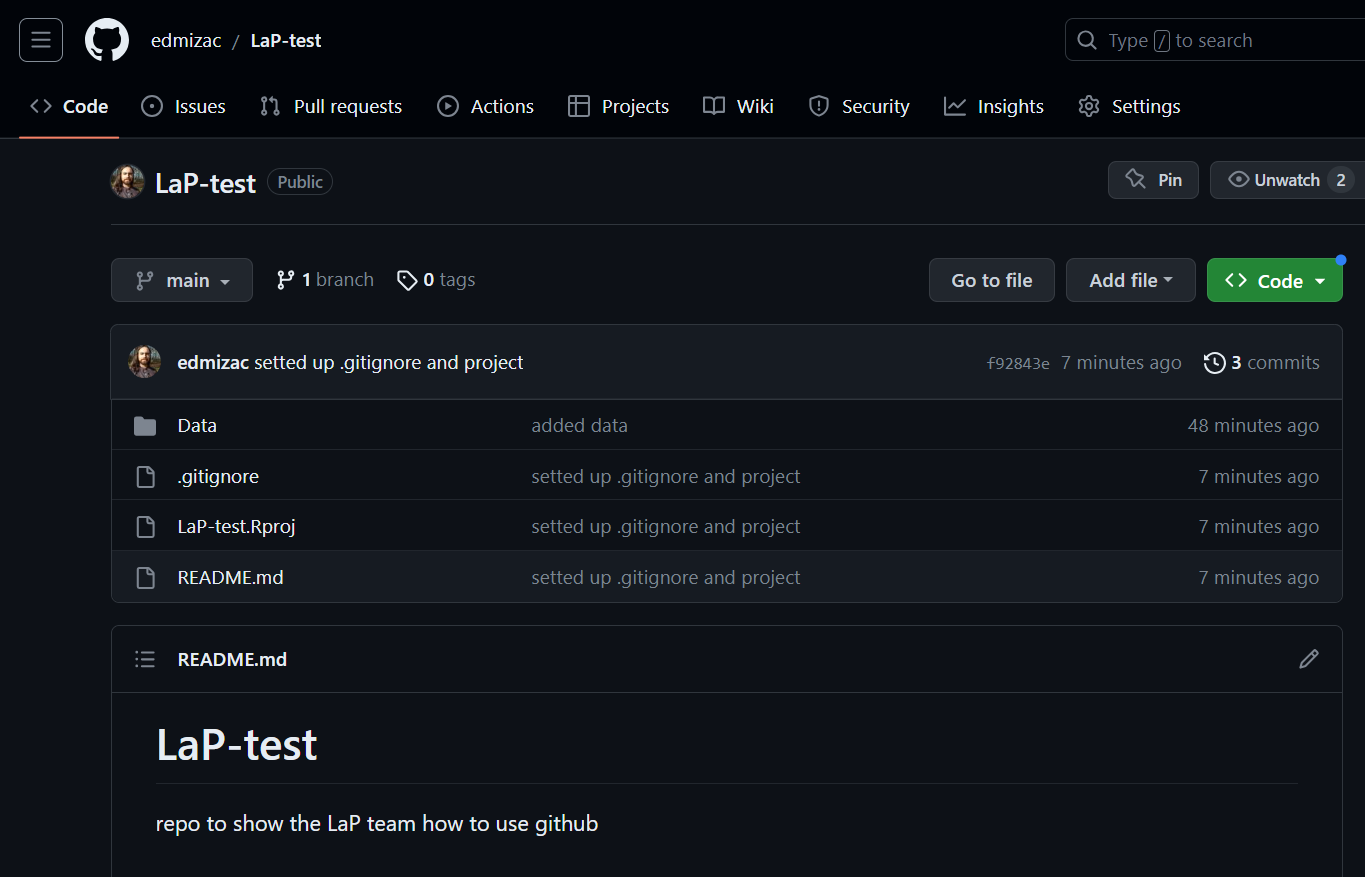 edmizac / LaP-test
Type / to search
Code Issues Pull requests Actions Projects Wiki Security Insights Settings
LaP-test Public
Pin Unwatch 2
main 1 branch 0 tags Go to file Add file Code
edmizac setted up .gitignore and project f92843e 7 minutes ago 3 commits
Data added data 48 minutes ago
.gitignore setted up .gitignore and project 7 minutes ago
LaP-test.Rproj setted up .gitignore and project 7 minutes ago
README.md setted up .gitignore and project 7 minutes ago
README.md
LaP-test
repo to show the LaP team how to use github